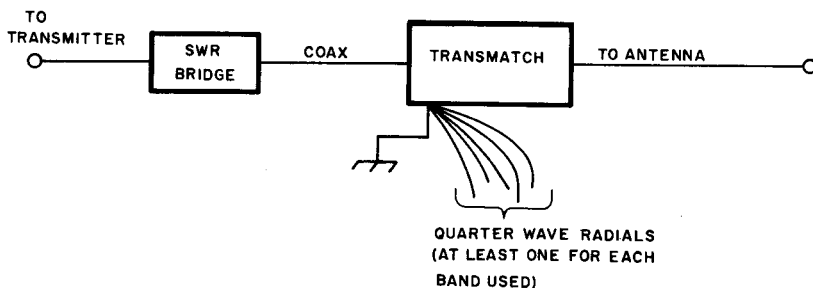 TO
TRANSMITTER
SWR
BRIDGE
COAX
TRANSMATCH
TO ANTENNA
QUARTER WAVE RADIALS
(AT LEAST ONE FOR EACH
BAND USED)